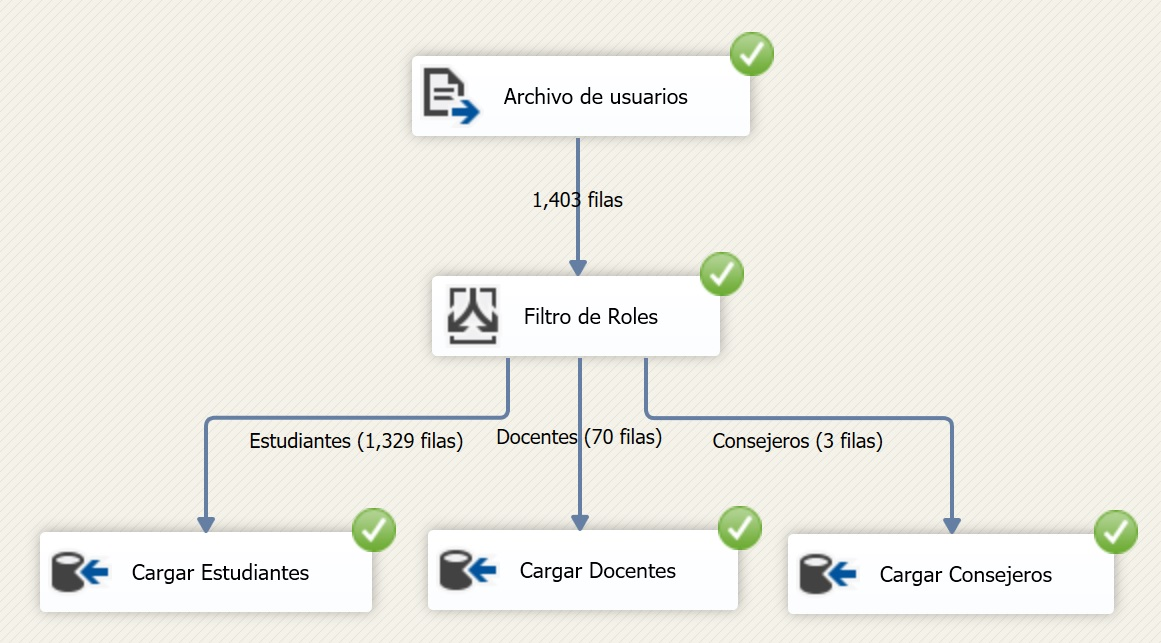 Archivo de usuarios
1,403 filas
Filtro de Roles
Estudiantes (1,329 filas)
Docentes (70 filas)
Consejeros (3 filas)
Cargar Estudiantes
Cargar Docentes
Cargar Consejeros